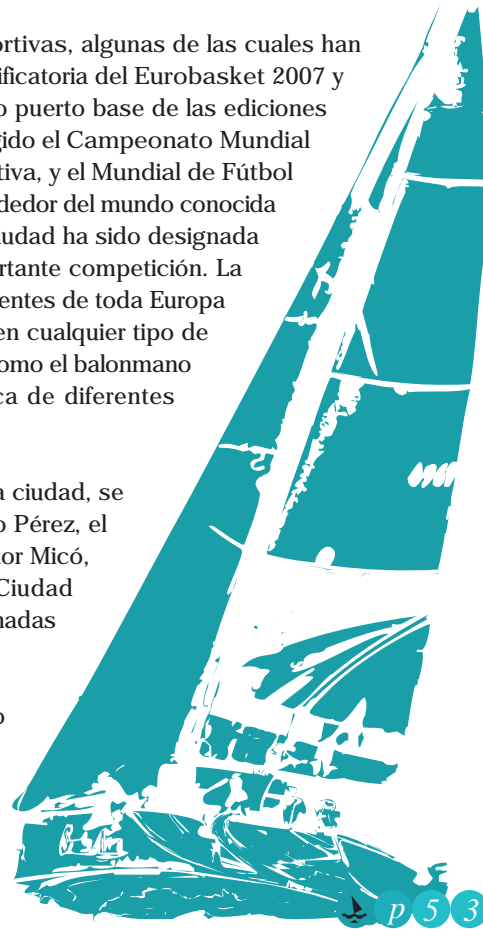 ortivas, algunas de las cuales han
ificatoria del Eurobasket 2007 y
o puerto base de las ediciones
gido el Campeonato Mundial
tiva, y el Mundial de Fútbol
dedor del mundo conocida
iudad ha sido designada
rtante competición. La
entes de toda Europa
en cualquier tipo de
omo el balonmano
ca de diferentes
a ciudad, se
o Pérez, el
tor Micó,
Ciudad
nadas
o
p 5 3